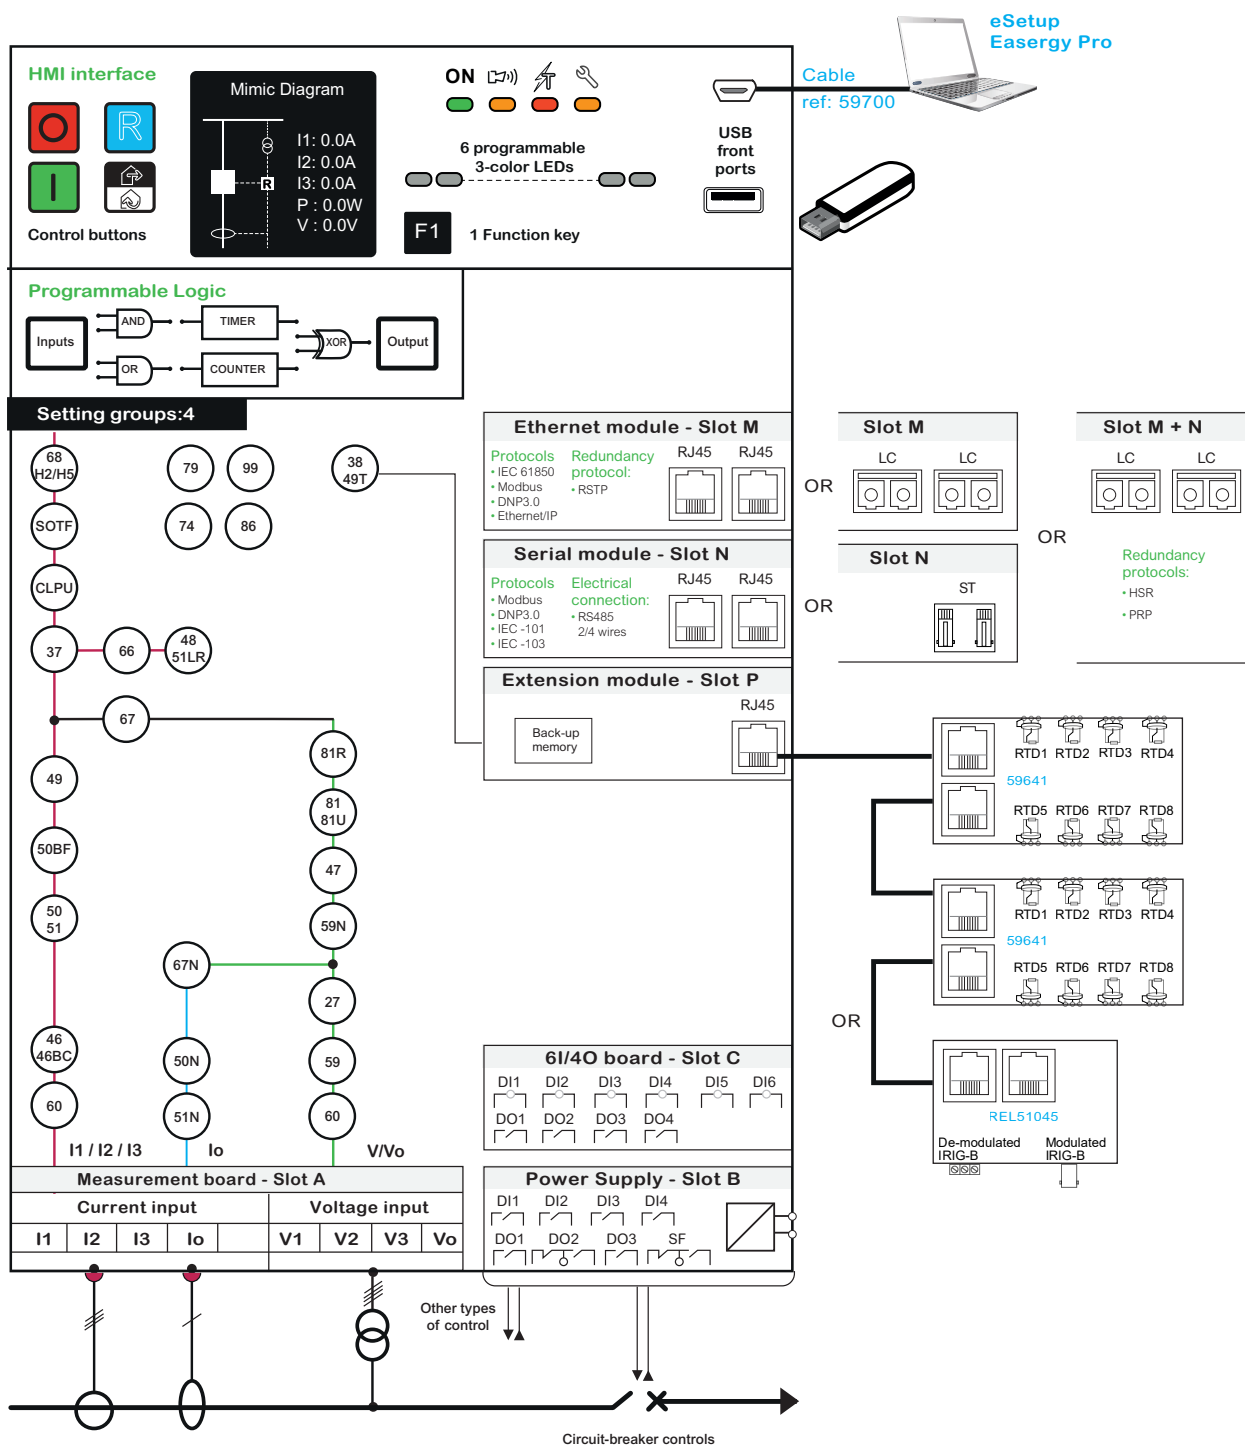 eSetup
Easergy Pro
HMI interface
R
Control buttons
Mimic Diagram
I1: 0.0A
I2: 0.0A
I3: 0.0A
P : 0.0W
V : 0.0V
R
ON
6 programmable
3-color LEDs
F1
1 Function key
USB
front
ports
Cable
ref: 59700
Programmable Logic
Inputs
AND
OR
TIMER
COUNTER
XOR
Output
Setting groups:4
68
H2/H5
79
99
38
49T
SOTF
74
86
CLPU
37
66
48
51LR
67
81R
49
81
81U
50BF
47
50
51
59N
67N
27
46
46BC
50N
59
60
51N
60
I1 / I2 / I3
Io
V/Vo
Measurement board - Slot A
Current input
Voltage input
I1
I2
I3
Io
V1
V2
V3
Vo
Ethernet module - Slot M
Protocols
• IEC 61850
• Modbus
• DNP3.0
• Ethernet/IP
Redundancy
protocol:
• RSTP
RJ45
RJ45
OR
Slot M
LC
LC
OR
Slot M + N
LC
LC
Redundancy
protocols:
• HSR
• PRP
Serial module - Slot N
Protocols
• Modbus
• DNP3.0
• IEC -101
• IEC -103
Electrical
connection:
• RS485
2/4 wires
RJ45
RJ45
OR
Slot N
ST
Extension module - Slot P
Back-up
memory
RJ45
RTD1
RTD2
RTD3
RTD4
59641
RTD5
RTD6
RTD7
RTD8
RTD1
RTD2
RTD3
RTD4
59641
RTD5
RTD6
RTD7
RTD8
OR
REL51045
De-modulated
IRIG-B
Modulated
IRIG-B
6I/4O board - Slot C
DI1
DI2
DI3
DI4
DI5
DI6
DO1
DO2
DO3
DO4
Power Supply - Slot B
DI1
DI2
DI3
DI4
DO1
DO2
DO3
SF
Other types
of control
Circuit-breaker controls